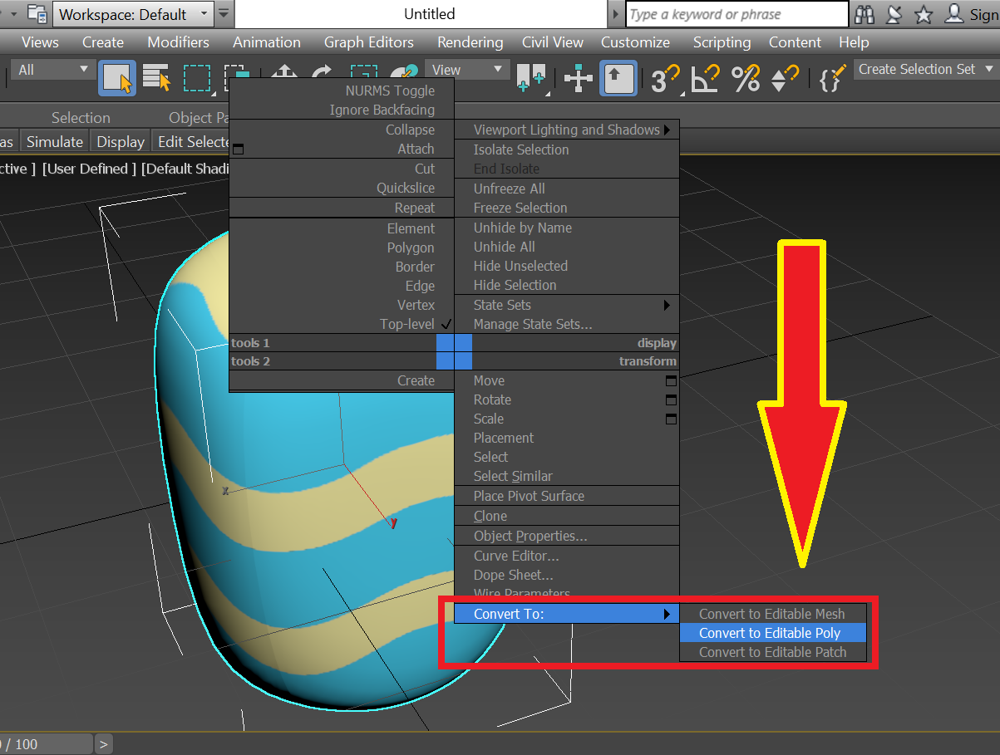 Workspace: Default
Untitled
Type a keyword or phrase
Sign
Views Create Modifiers Animation Graph Editors Rendering Civil View Customize Scripting Content Help
All
View
3
Create Selection Set
Selection
Object Pa
as Simulate Display Edit Selecte
ctive ] [User Defined ] [Default Shadi
NURMS Toggle
Ignore Backfacing
Collapse
Attach
Cut
Quickslice
Repeat
Element
Polygon
Border
Edge
Vertex
Top-level
tools 1
tools 2
Create
Viewport Lighting and Shadows
Isolate Selection
End Isolate
Unfreeze All
Freeze Selection
Unhide by Name
Unhide All
Hide Unselected
Hide Selection
State Sets
Manage State Sets...
display
transform
Move
Rotate
Scale
Placement
Select
Select Similar
Place Pivot Surface
Clone
Object Properties...
Curve Editor...
Dope Sheet...
Wire Parameters
Convert To:
Convert to Editable Mesh
Convert to Editable Poly
Convert to Editable Patch
x
y
0 / 100
>